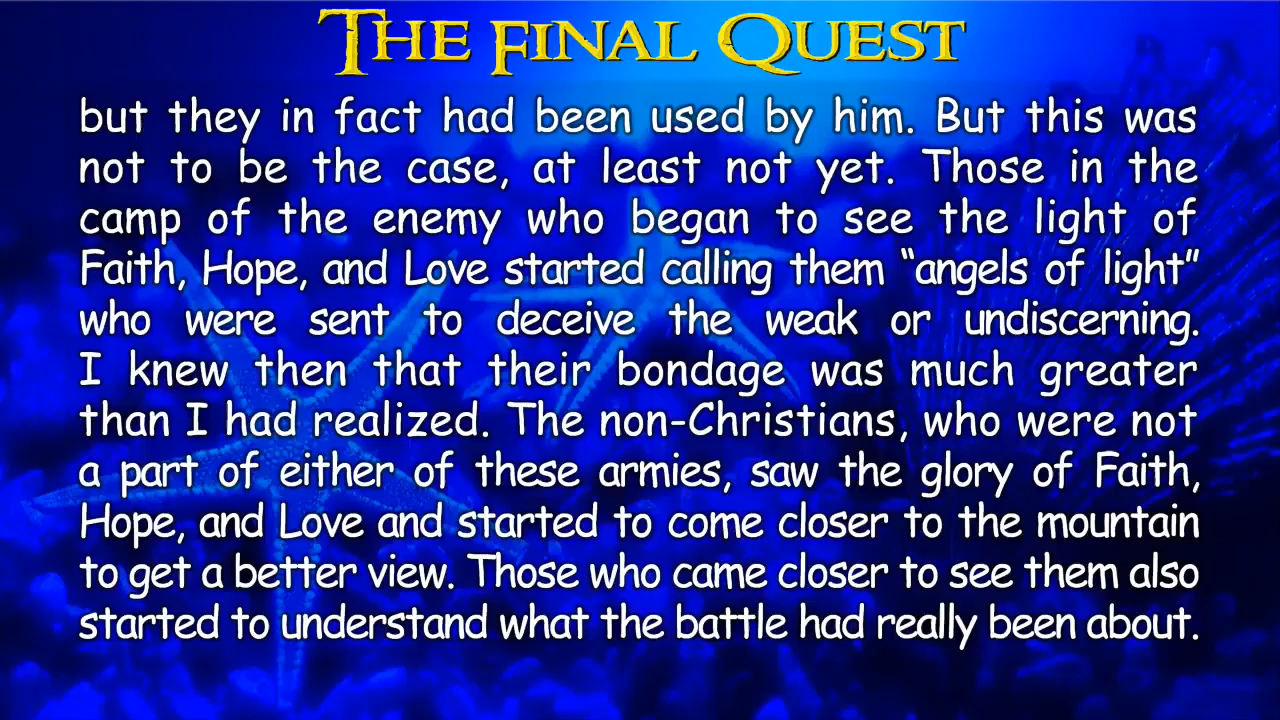 The Final Quest
but they in fact had been used by him. But this was
not to be the case, at least not yet. Those in the
camp of the enemy who began to see the light of
Faith, Hope, and Love started calling them “angels of light”
who were sent to deceive the weak or undiscerning.
I knew then that their bondage was much greater
than I had realized. The non-Christians, who were not
a part of either of these armies, saw the glory of Faith,
Hope, and Love and started to come closer to the mountain
to get a better view. Those who came closer to see them also
started to understand what the battle had really been about.